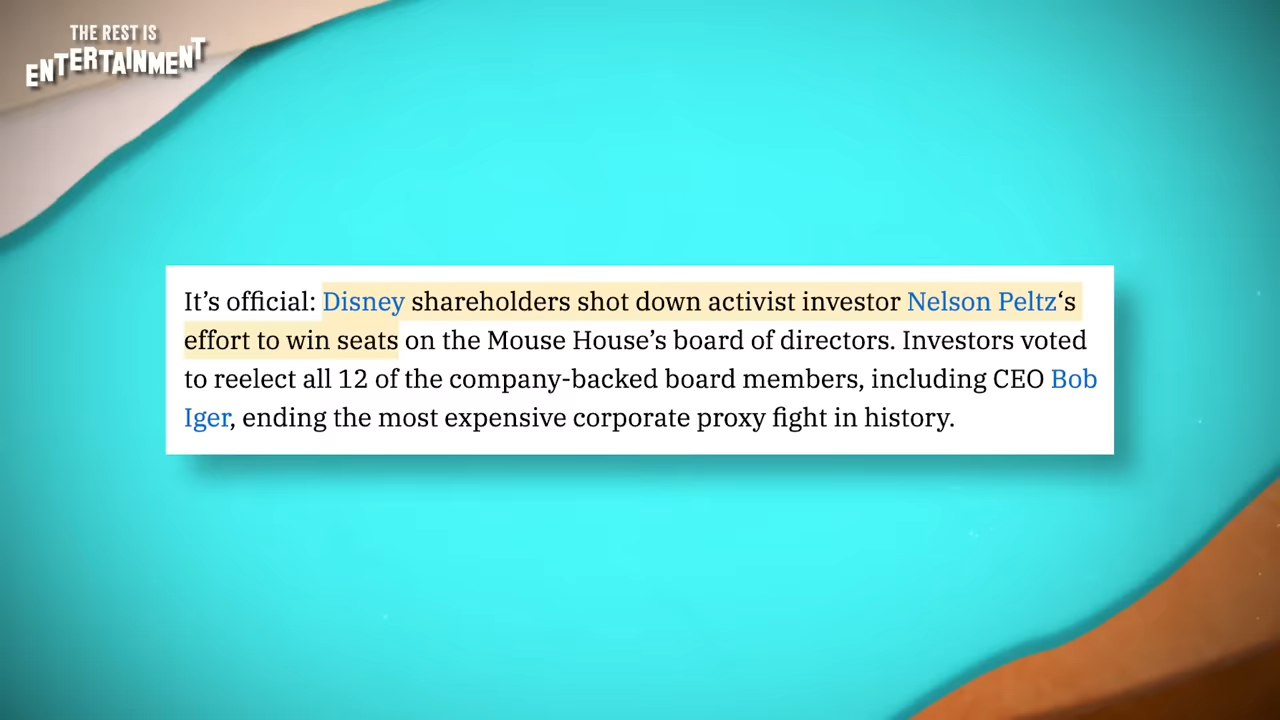 THE REST IS
ENTERTAINMENT
It’s official: Disney shareholders shot down activist investor Nelson Peltz‘s
effort to win seats on the Mouse House’s board of directors. Investors voted
to reelect all 12 of the company-backed board members, including CEO Bob
Iger, ending the most expensive corporate proxy fight in history.